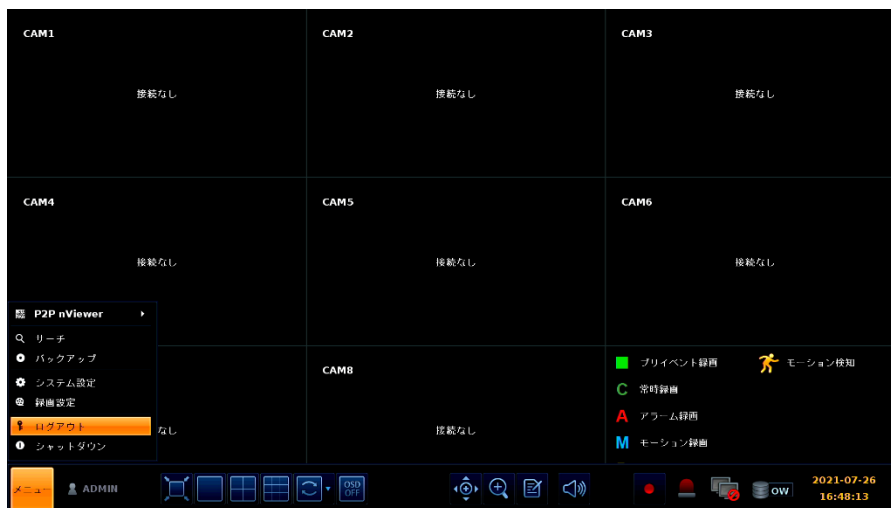 CAM1
CAM2
CAM3
接続なし
接続なし
接続なし
CAM4
CAM5
CAM6
接続なし
接続なし
接続なし
P2P nViewer
リーチ
バックアップ
システム設定
録画設定
ログアウト
シャットダウン
なし
CAM8
接続なし
プリイベント録画
モーション検知
C 常時録画
A アラーム録画
M モーション録画
メニュー
ADMIN
OSD
OFF
OW
2021-07-26
16:48:13